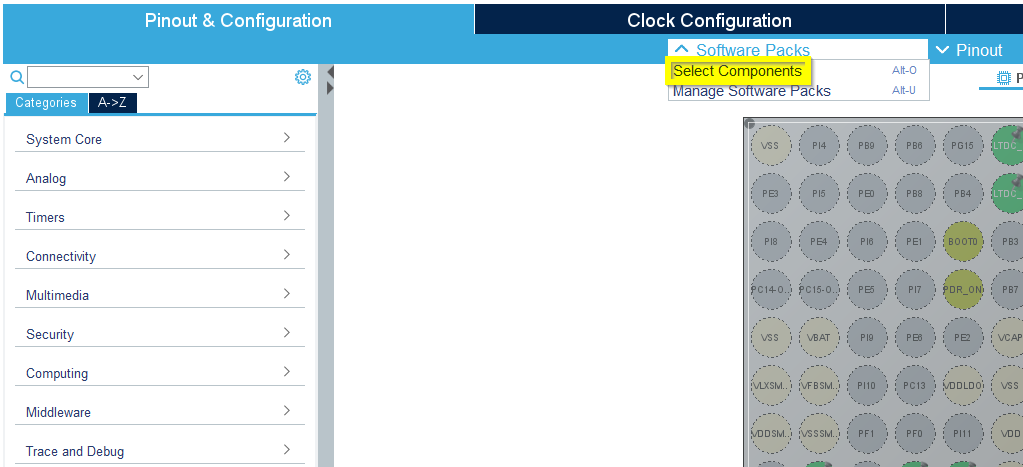 Pinout & Configuration
Clock Configuration
Software Packs
Pinout
Select Components
Alt-O
Manage Software Packs
Alt-U
P
Categories
A->Z
System Core
Analog
Timers
Connectivity
Multimedia
Security
Computing
Middleware
Trace and Debug
VSS PI4 PB9 PB6 PG15 LTDC_
PE3 PI5 PE0 PB8 PB4 LTDC_
PI8 PE4 PI6 PE1 BOOT0 PB3
PC14-O.. PC15-O.. PE5 PI7 PDR_ON PB7
VSS VBAT PI9 PE6 PE2 VCAP
VLXSM.. VFBSM.. PI10 PC13 VDDLDO VSS
VDDSM.. VSSSM.. PF1 PF0 PI11 VDD